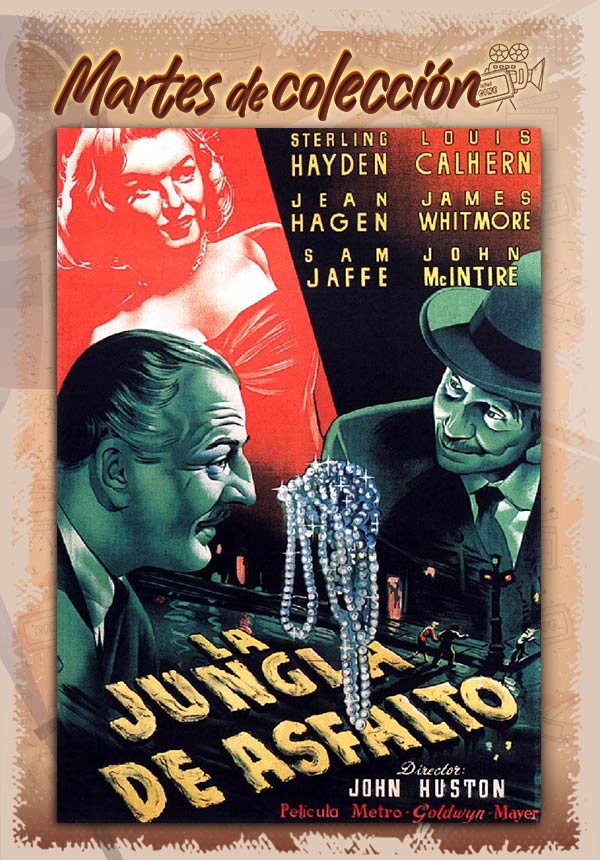 Martes de colección
STERLING HAYDEN
LOUIS CALHERN
JEAN HAGEN
JAMES WHITMORE
SAM JAFFE
JOHN McINTIRE
LA
JUNGLA
DE ASFALTO
Director:
JOHN HUSTON
Película Metro-Goldwyn-Mayer